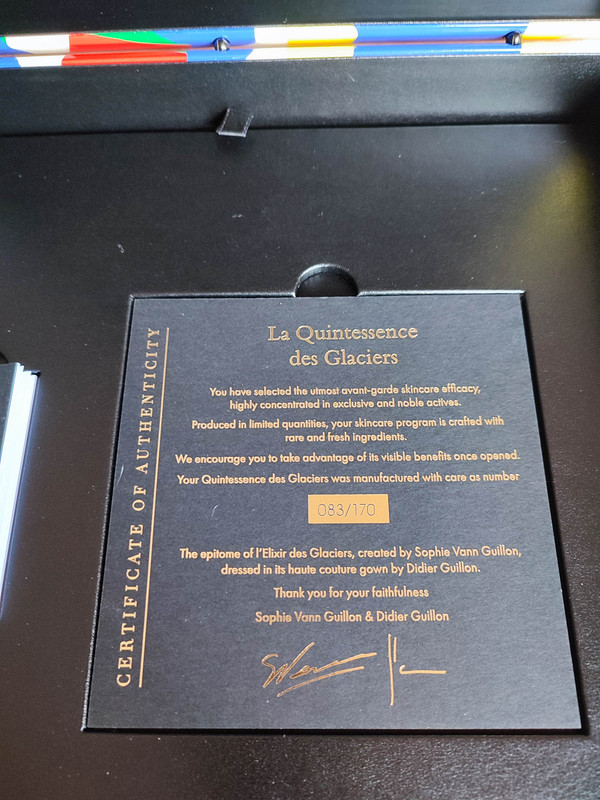 CERTIFICATE OF AUTHENTICITY
La Quintessence
des Glaciers
You have selected the utmost avant-garde skincare efficacy,
highly concentrated in exclusive and noble actives.
Produced in limited quantities, your skincare program is crafted with
rare and fresh ingredients.
We encourage you to take advantage of its visible benefits once opened.
Your Quintessence des Glaciers was manufactured with care as number
083/170
The epitome of l'Elixir des Glaciers, created by Sophie Vann Guillon,
dressed in its haute couture gown by Didier Guillon.
Thank you for your faithfulness
Sophie Vann Guillon & Didier Guillon